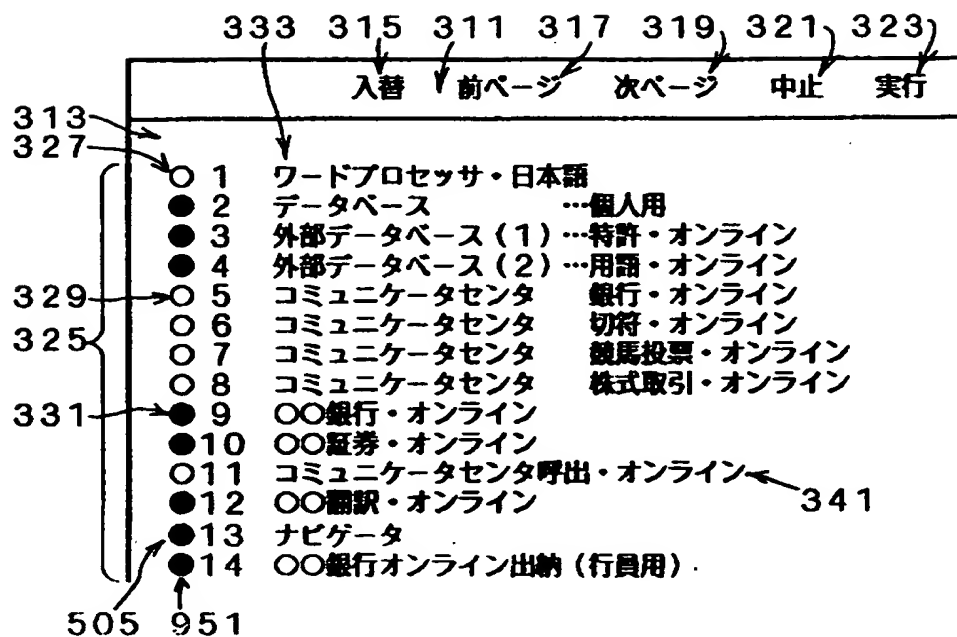 333 315 311 317 319 321 323
入替 前ページ 次ページ 中止 実行
313
327
○ 1 ワードプロセッサ・日本語
● 2 データベース …個人用
● 3 外部データベース(1)…特許・オンライン
● 4 外部データベース(2)…用語・オンライン
329 ○ 5 コミュニケータセンタ 銀行・オンライン
○ 6 コミュニケータセンタ 切符・オンライン
325
○ 7 コミュニケータセンタ 競馬投票・オンライン
○ 8 コミュニケータセンタ 株式取引・オンライン
331 ● 9 ○○銀行・オンライン
●10 ○○証券・オンライン
○11 コミュニケータセンタ呼出・オンライン
●12 ○○翻訳・オンライン 341
●13 ナビゲータ
●14 ○○銀行オンライン出納(行員用)
505 951